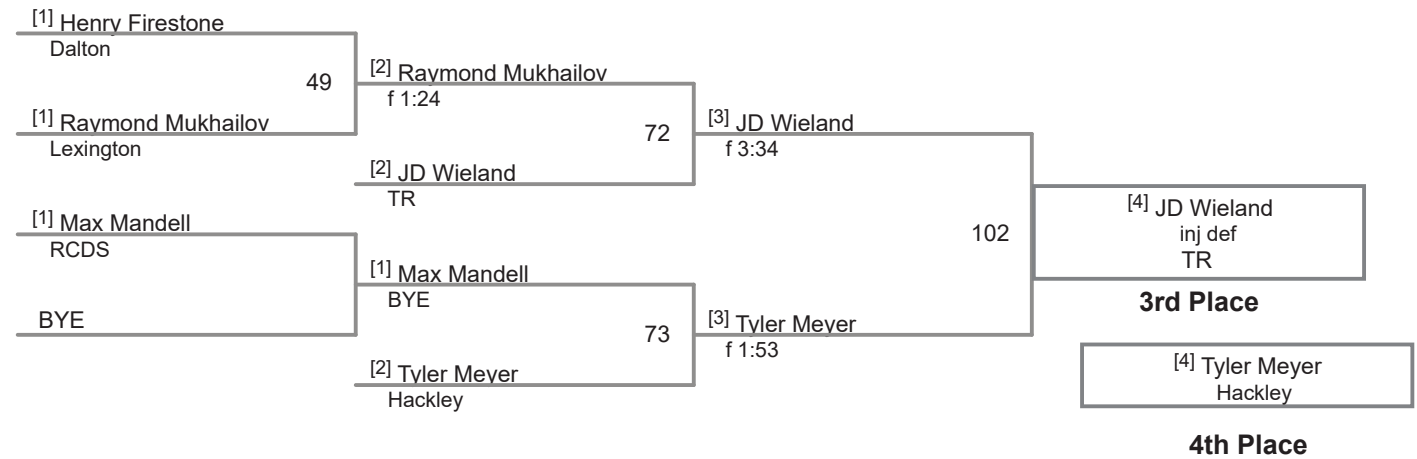 [1] Henry Firestone
Dalton
49
[1] Raymond Mukhailov
Lexington
[1] Max Mandell
RCDS
BYE
[2] Raymond Mukhailov
f 1:24
72
[2] JD Wieland
TR
[1] Max Mandell
BYE
73
[2] Tyler Meyer
Hackley
[3] JD Wieland
f 3:34
102
[3] Tyler Meyer
f 1:53
[4] JD Wieland
inj def
TR
3rd Place
[4] Tyler Meyer
Hackley
4th Place